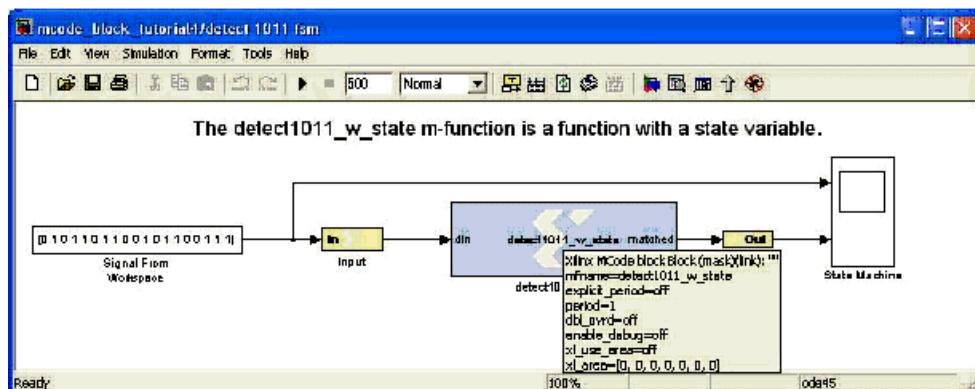 mcode_block_tutorial4/detect 1011 fsm
File Edit View Simulation Format Tools Help
500 Normal
The detect1011_w_state m-function is a function with a state variable.
[0 1 0 1 1 0 1 1 0 0 1 0 1 1 0 0 1 1 1]
In
din detect1011_w_state matched
Out
Signal From
Workspace
Input
State Machine
detect10
Xilinx MCode block Block (mask)(link): ""
mfname=detect1011_w_state
explicit_period=off
period=1
dbl_ovrd=off
enable_debug=off
xl_use_area=off
xl_area=[0, 0, 0, 0, 0, 0, 0]
Ready 100% ode45